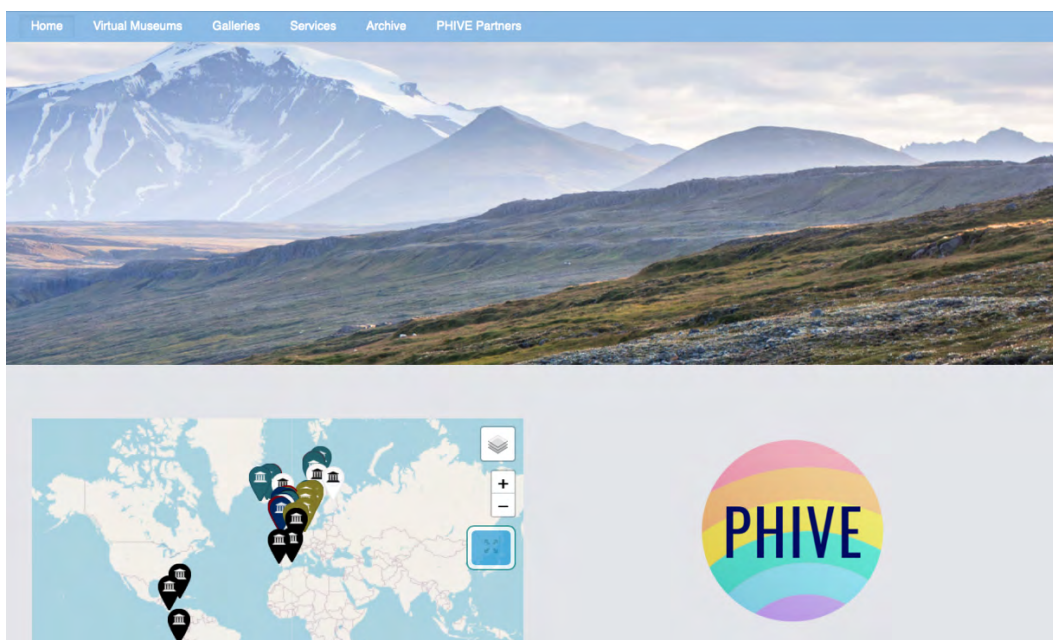 Home Virtual Museums Galleries Services Archive PHIVE Partners
+
−
PHIVE